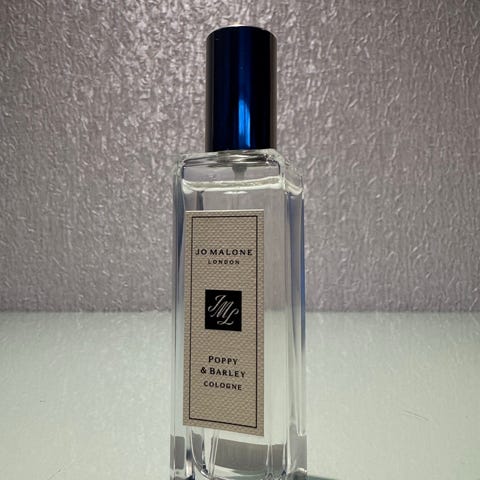 JO MALONE
LONDON
JML
POPPY
& BARLEY
COLOGNE